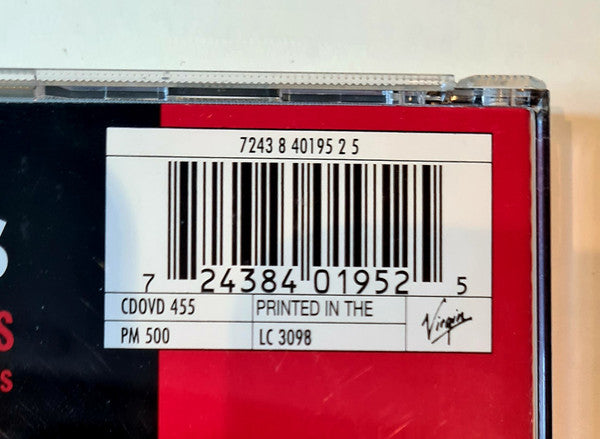 7243 8 40195 2 5
7 24384 01952 5
CDOVD 455
PRINTED IN THE
PM 500
LC 3098
Virgin
S
s